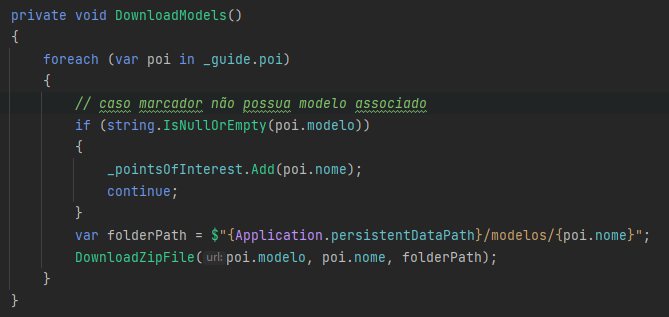 private void DownloadModels()
{
foreach (var poi in _guide.poi)
{
// caso marcador não possua modelo associado
if (string.IsNullOrEmpty(poi.modelo))
{
_pointsOfInterest.Add(poi.nome);
continue;
}
var folderPath = $"{Application.persistentDataPath}/modelos/{poi.nome}";
DownloadZipFile(url: poi.modelo, poi.nome, folderPath);
}
}